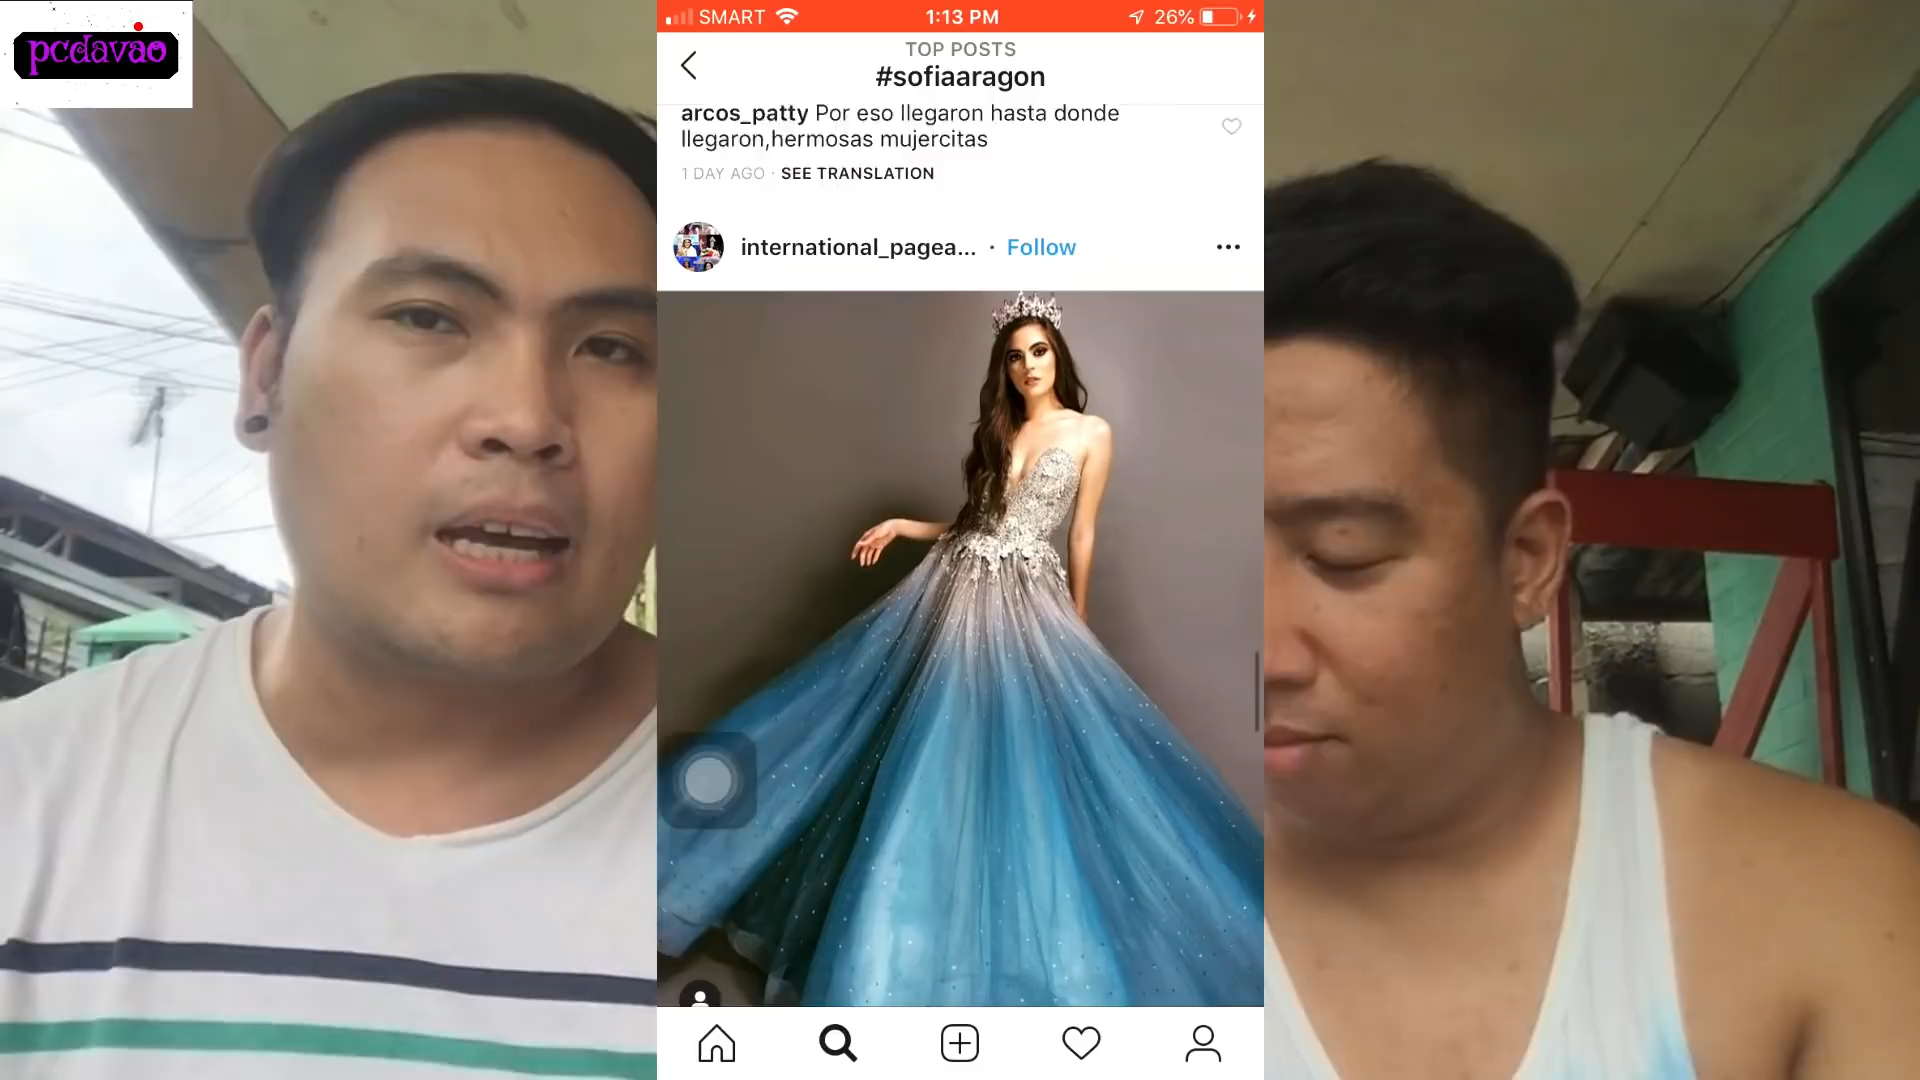 pcdavao
SMART
1:13 PM
26%
TOP POSTS
#sofiaaragon
arcos_patty Por eso llegaron hasta donde
llegaron,hermosas mujercitas
1 DAY AGO · SEE TRANSLATION
international_pagea... · Follow